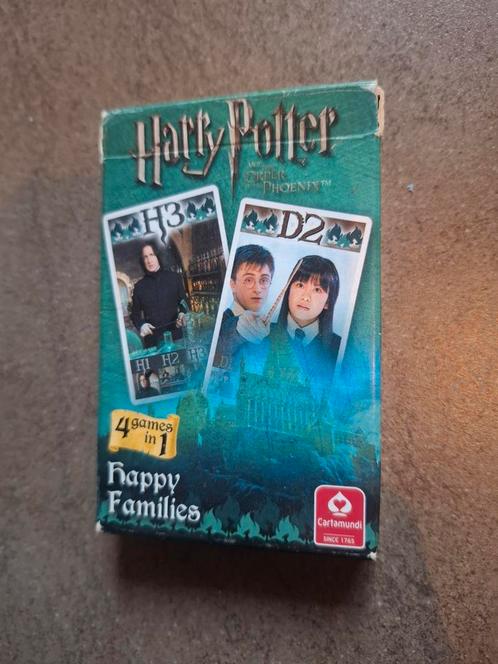 Harry Potter
AND THE
ORDER
OF THE
PHOENIX™
H3
D2
H1 H2 H3
D
4 games
in 1
Happy
Families
Cartamundi
SINCE 1765